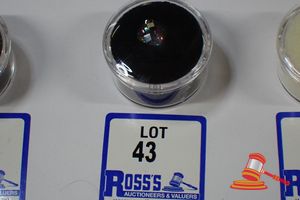 LOT
43
ROSS'S
AUCTIONEERS & VALUERS